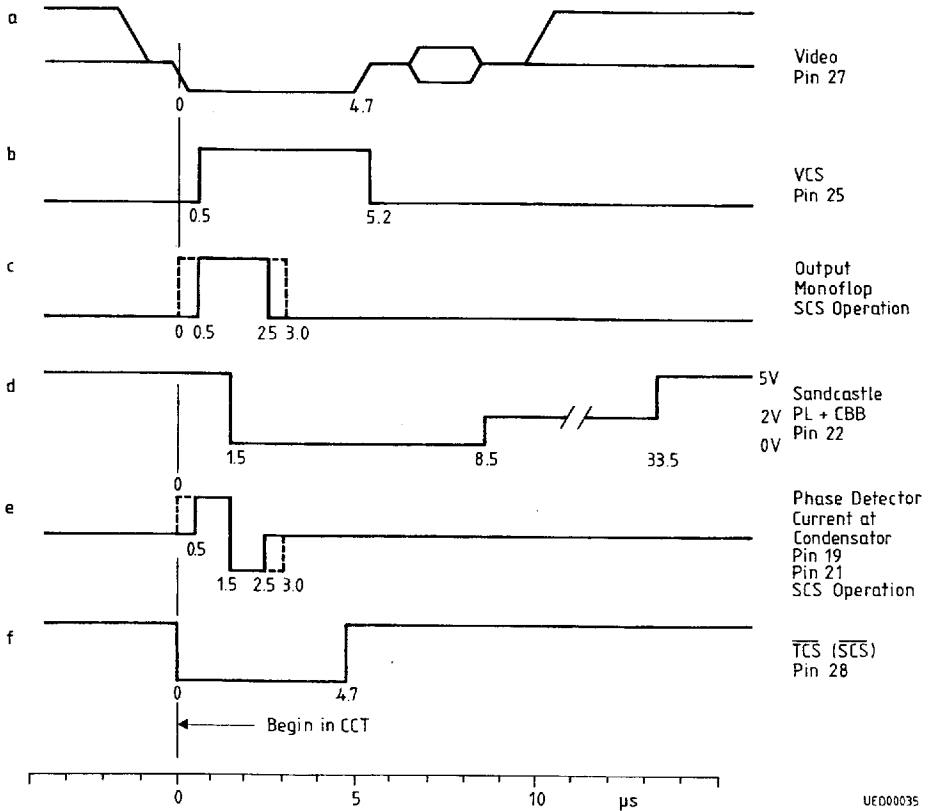 a
Video
Pin 27
0
4.7
b
VCS
Pin 25
0.5
5.2
c
Output
Monoflop
SCS Operation
0 0.5
25 3.0
d
5V
2V
0V
Sandcastle
PL + CBB
Pin 22
1.5
8.5
33.5
0
e
Phase Detector
Current at
Condensator
Pin 19
Pin 21
SCS Operation
0.5
1.5
2.5 3.0
f
TCS (SCS)
Pin 28
0
4.7
Begin in CCT
0
5
μs
10
UED00035